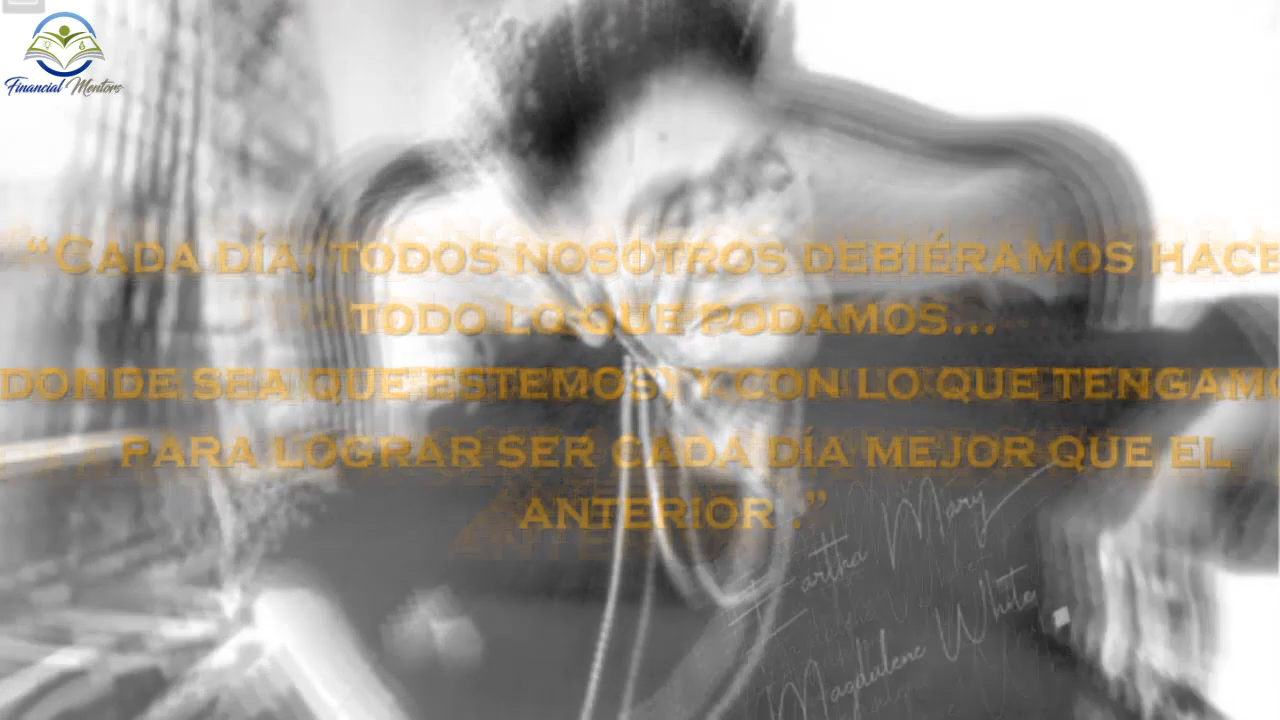 Financial Mentors
“CADA DÍA, TODOS NOSOTROS DEBIÉRAMOS HACE
TODO LO QUE PODAMOS...
DONDE SEA QUE ESTEMOS, Y CON LO QUE TENGAMO
PARA LOGRAR SER CADA DÍA MEJOR QUE EL
ANTERIOR .”
Martha Mary
Magdalene White